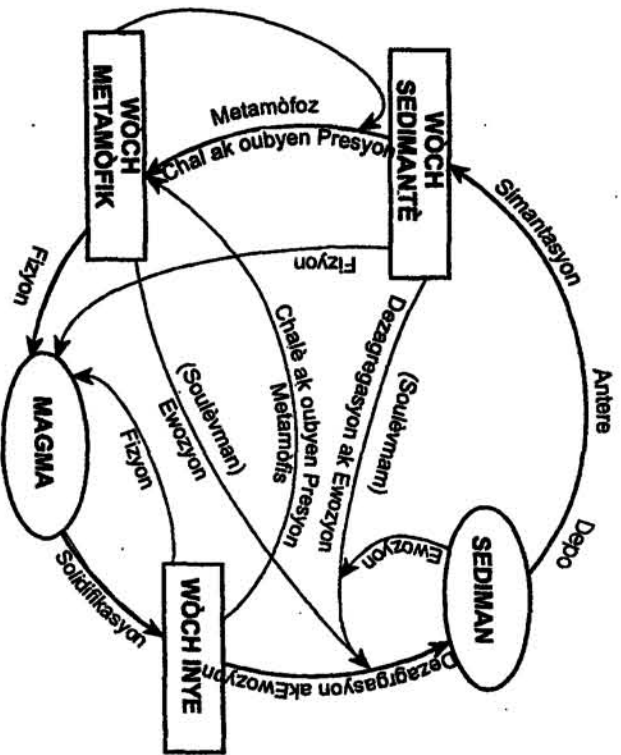 WÒCH
SEDIMANTÈ
Simantasyon
Antere
Depo
SEDIMAN
Ewozyon
(Soulèvmam)
Dezagregasyon ak Ewozyon
Metamòfoz
Chal ak oubyen Presyon
WÒCH
METAMÒFIK
Fizyon
Fizyon
Chalè ak oubyen Presyon
Metamòfis
(Soulèvman)
Ewozyon
Fizyon
MAGMA
Solidifikasyon
WÒCH INYE
Dezagrgasyon akEwozyon